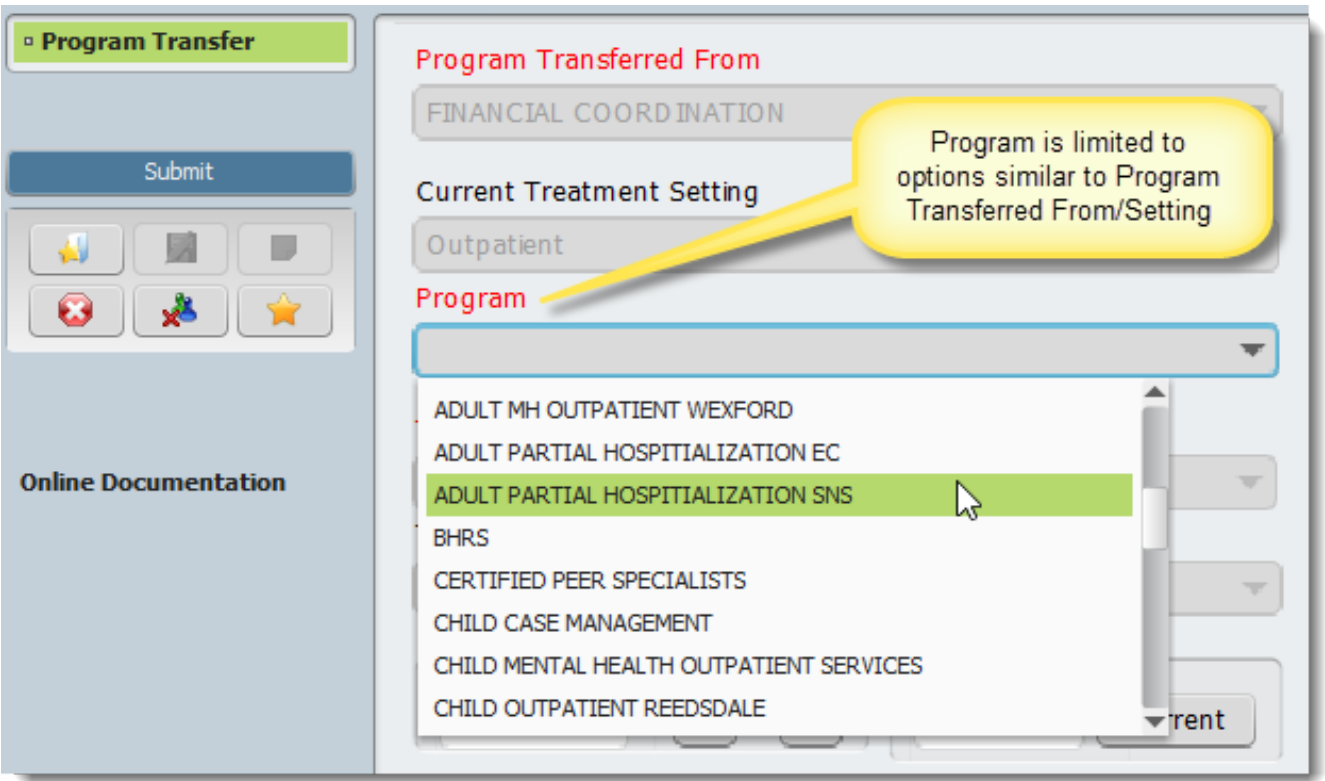 Program Transfer
Submit
Online Documentation
Program Transferred From
FINANCIAL COORDINATION
Current Treatment Setting
Outpatient
Program is limited to
options similar to Program
Transferred From/Setting
Program
ADULT MH OUTPATIENT WEXFORD
ADULT PARTIAL HOSPITIALIZATION EC
ADULT PARTIAL HOSPITIALIZATION SNS
BHRS
CERTIFIED PEER SPECIALISTS
CHILD CASE MANAGEMENT
CHILD MENTAL HEALTH OUTPATIENT SERVICES
CHILD OUTPATIENT REEDSDALE